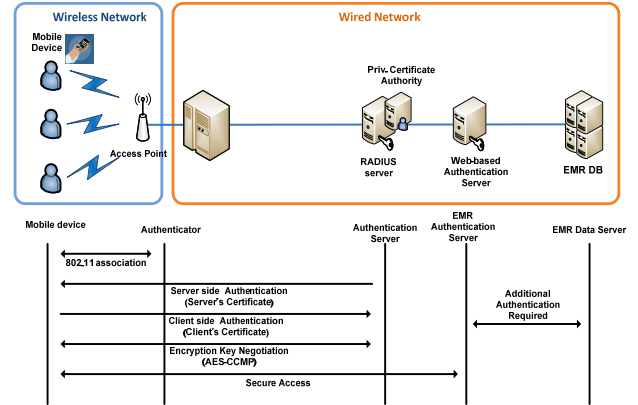 Wireless Network
Wired Network
Mobile
Device
Access Point
Priv- Certificate
Authority
RADIUS
server
Web-based
Authentication
Server
EMR DB
Mobile device
Authenticator
Authentication
Server
EMR
Authentication
Server
EMR Data Server
802.11 association
Server side Authentication
(Server's Certificate)
Client side Authentication
(Client's Certificate)
Encryption Key Negotiation
(AES-CCMP)
Secure Access
Additional
Authentication
Required